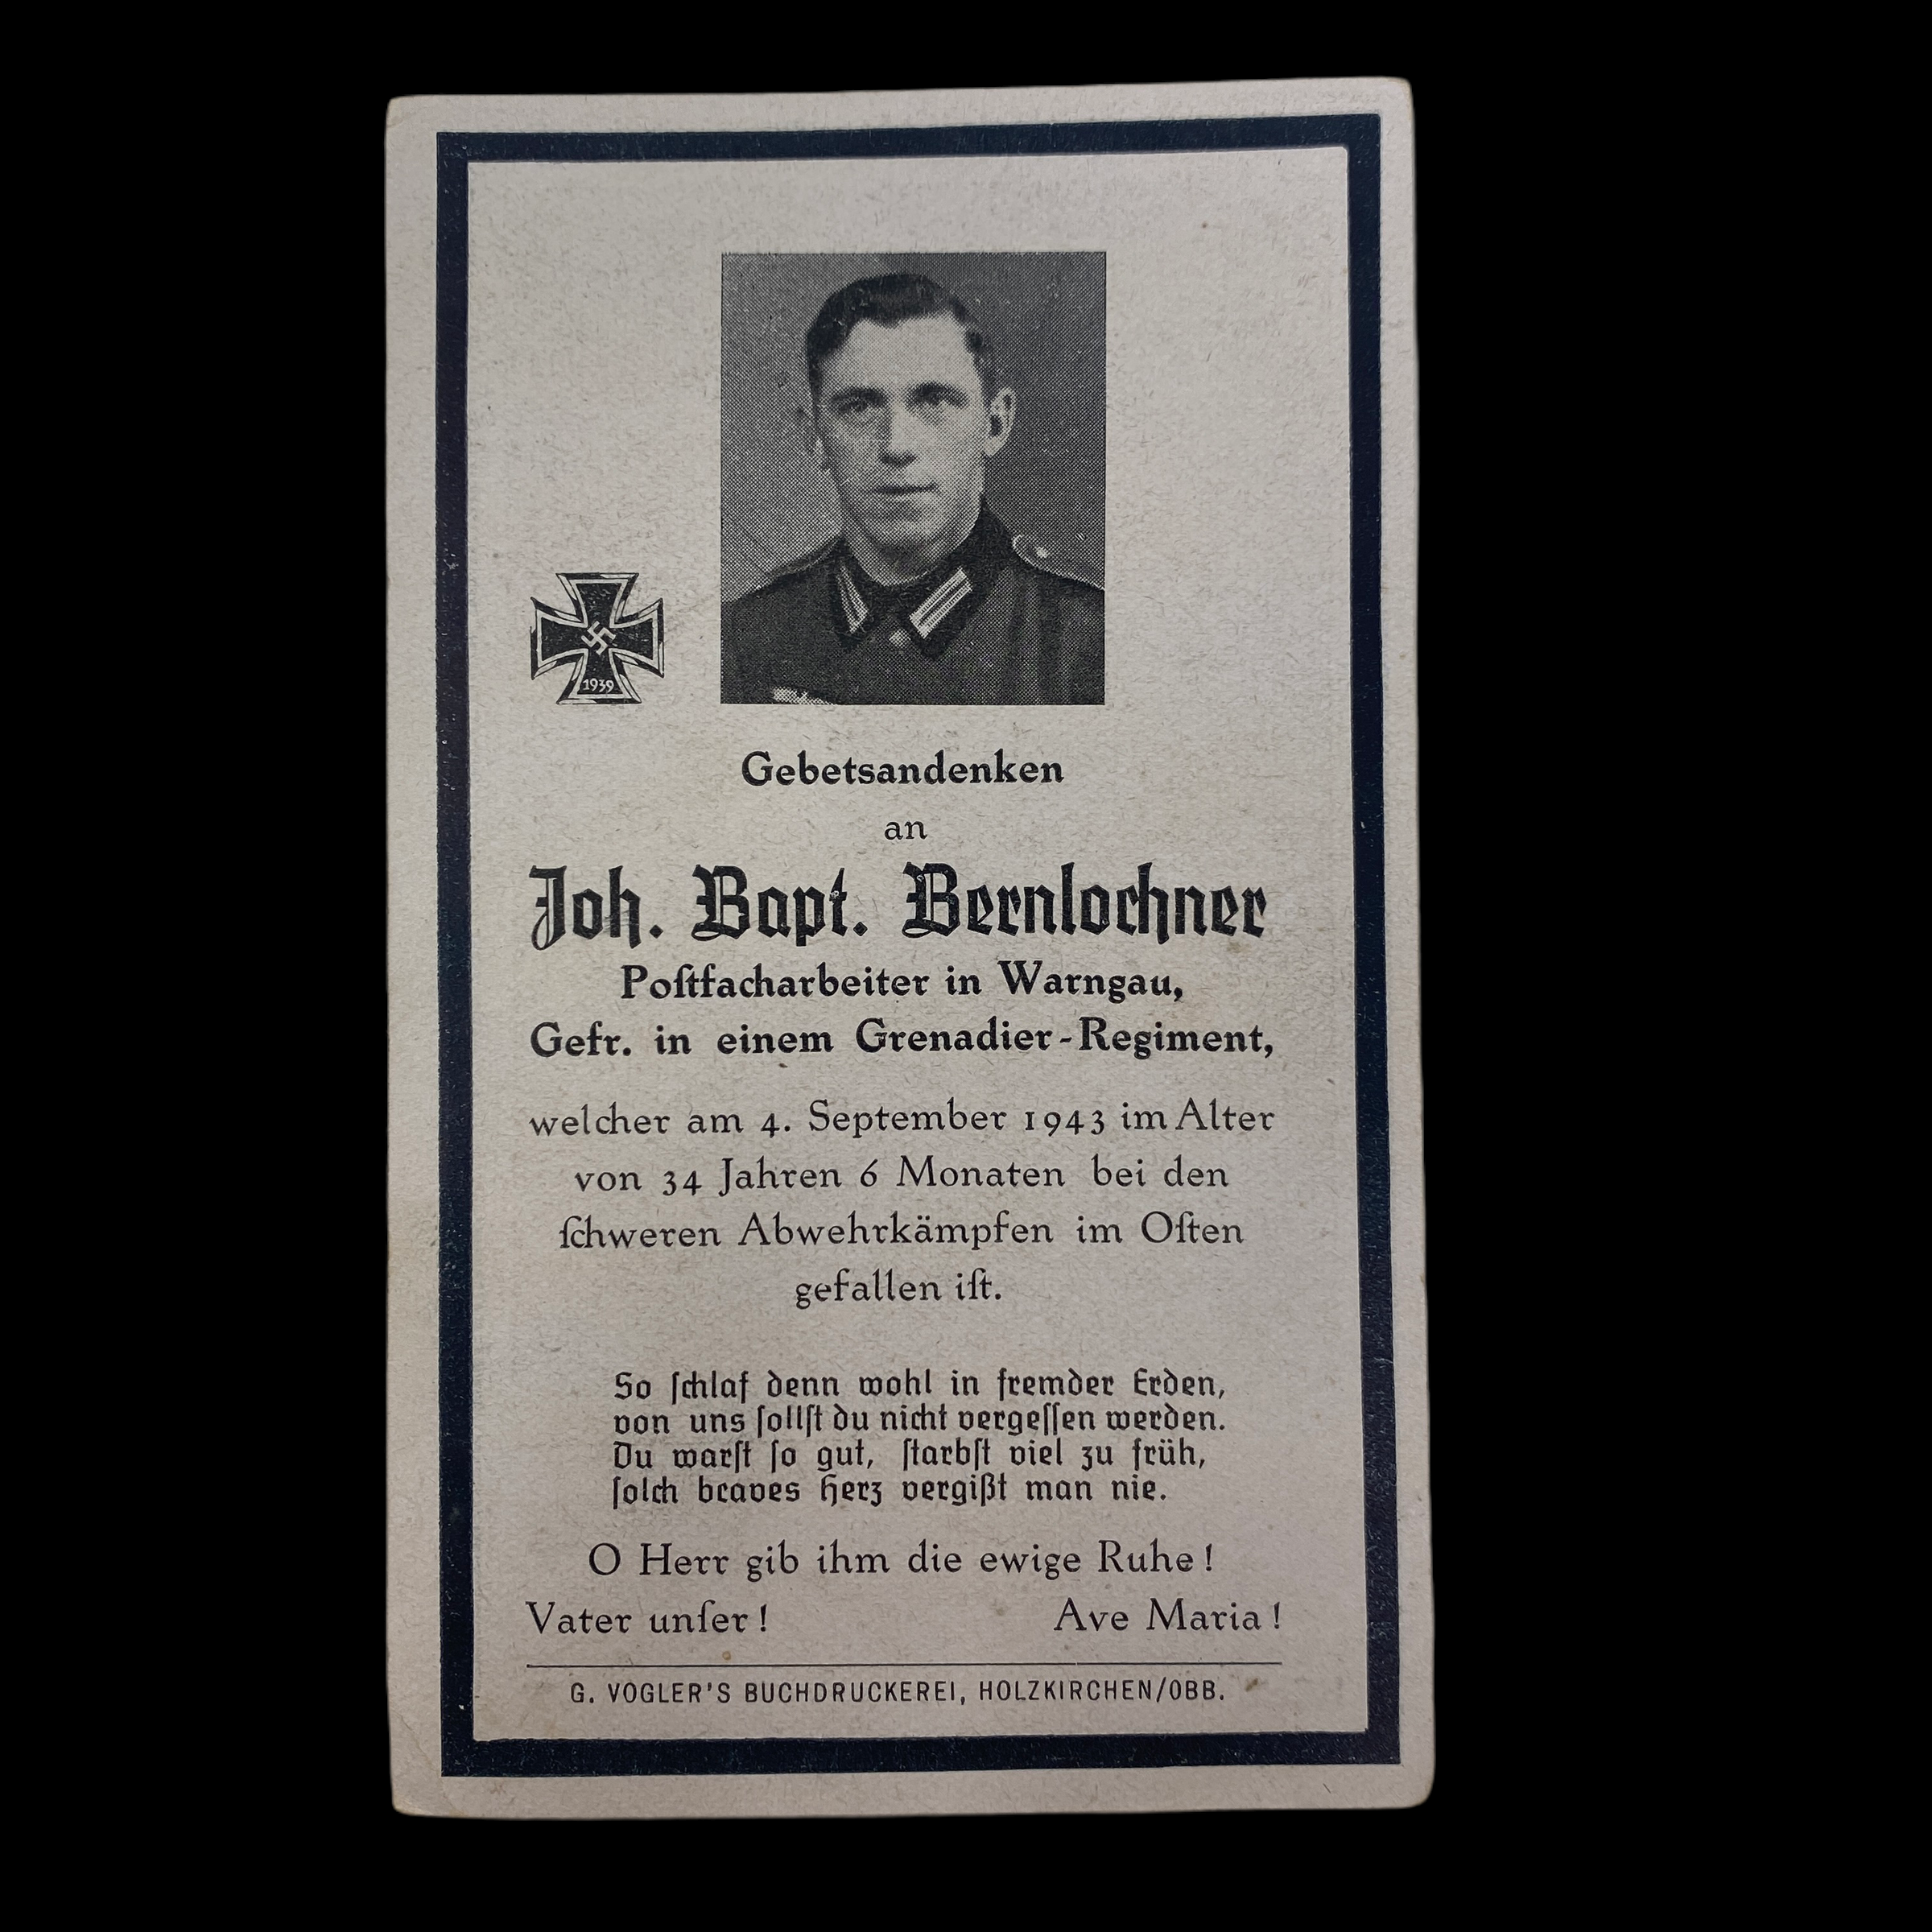 1939
Gebetsandenken
an
Joh. Bapt. Bernlochner
Poſtfacharbeiter in Warngau,
Gefr. in einem Grenadier-Regiment,
welcher am 4. September 1943 im Alter
von 34 Jahren 6 Monaten bei den
ſchweren Abwehrkämpfen im Oſten
gefallen iſt.
So ſchlaf denn wohl in fremder Erden,
von uns ſollſt du nicht vergeſſen werden.
Du warſt ſo gut, ſtarbſt viel zu früh,
ſolch braves Herz vergißt man nie.
O Herr gib ihm die ewige Ruhe!
Vater unſer! Ave Maria!
G. VOGLER'S BUCHDRUCKEREI, HOLZKIRCHEN/OBB.